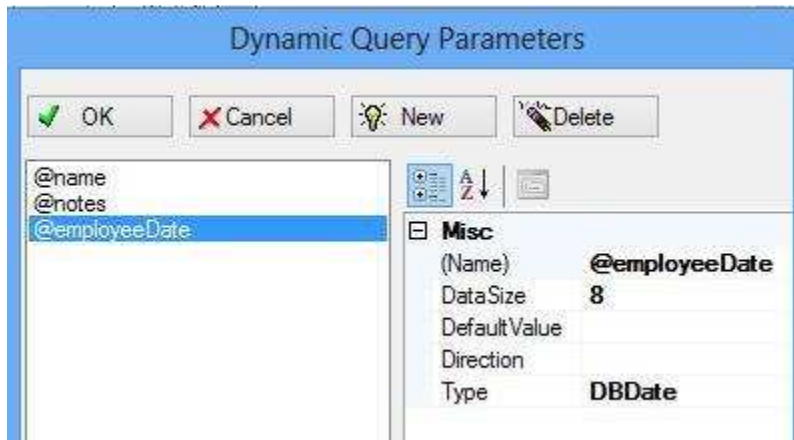 Dynamic Query Parameters
OK Cancel New Delete
@name
@notes
@employeeDate
Misc
(Name) @employeeDate
DataSize 8
DefaultValue
Direction
Type DBDate